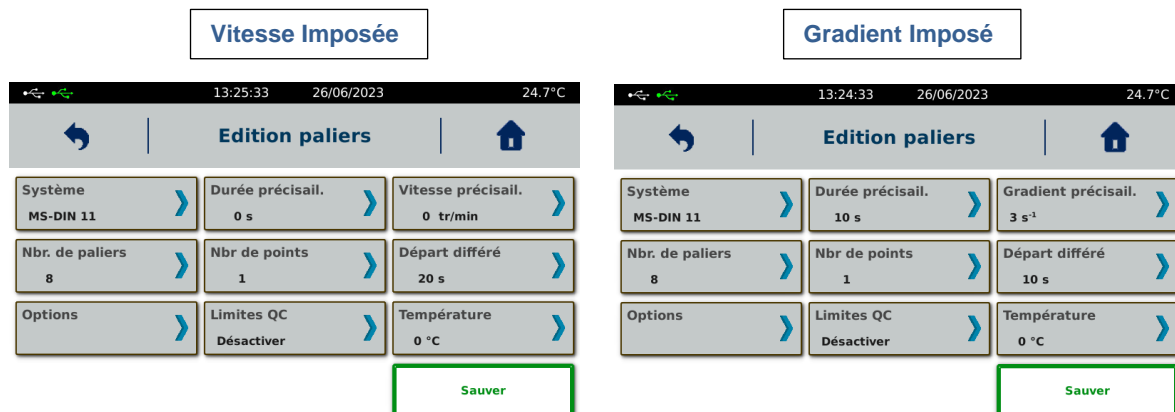 Vitesse Imposée
13:25:33 26/06/2023 24.7°C
Edition paliers
Système Durée précisail. Vitesse précisail.
MS-DIN 11 0 s 0 tr/min
Nbr. de paliers Nbr de points Départ différé
8 1 20 s
Options Limites QC Température
Désactiver 0 °C
Sauver
Gradient Imposé
13:24:33 26/06/2023 24.7°C
Edition paliers
Système Durée précisail. Gradient précisail.
MS-DIN 11 10 s 3 s⁻¹
Nbr. de paliers Nbr de points Départ différé
8 1 10 s
Options Limites QC Température
Désactiver 0 °C
Sauver